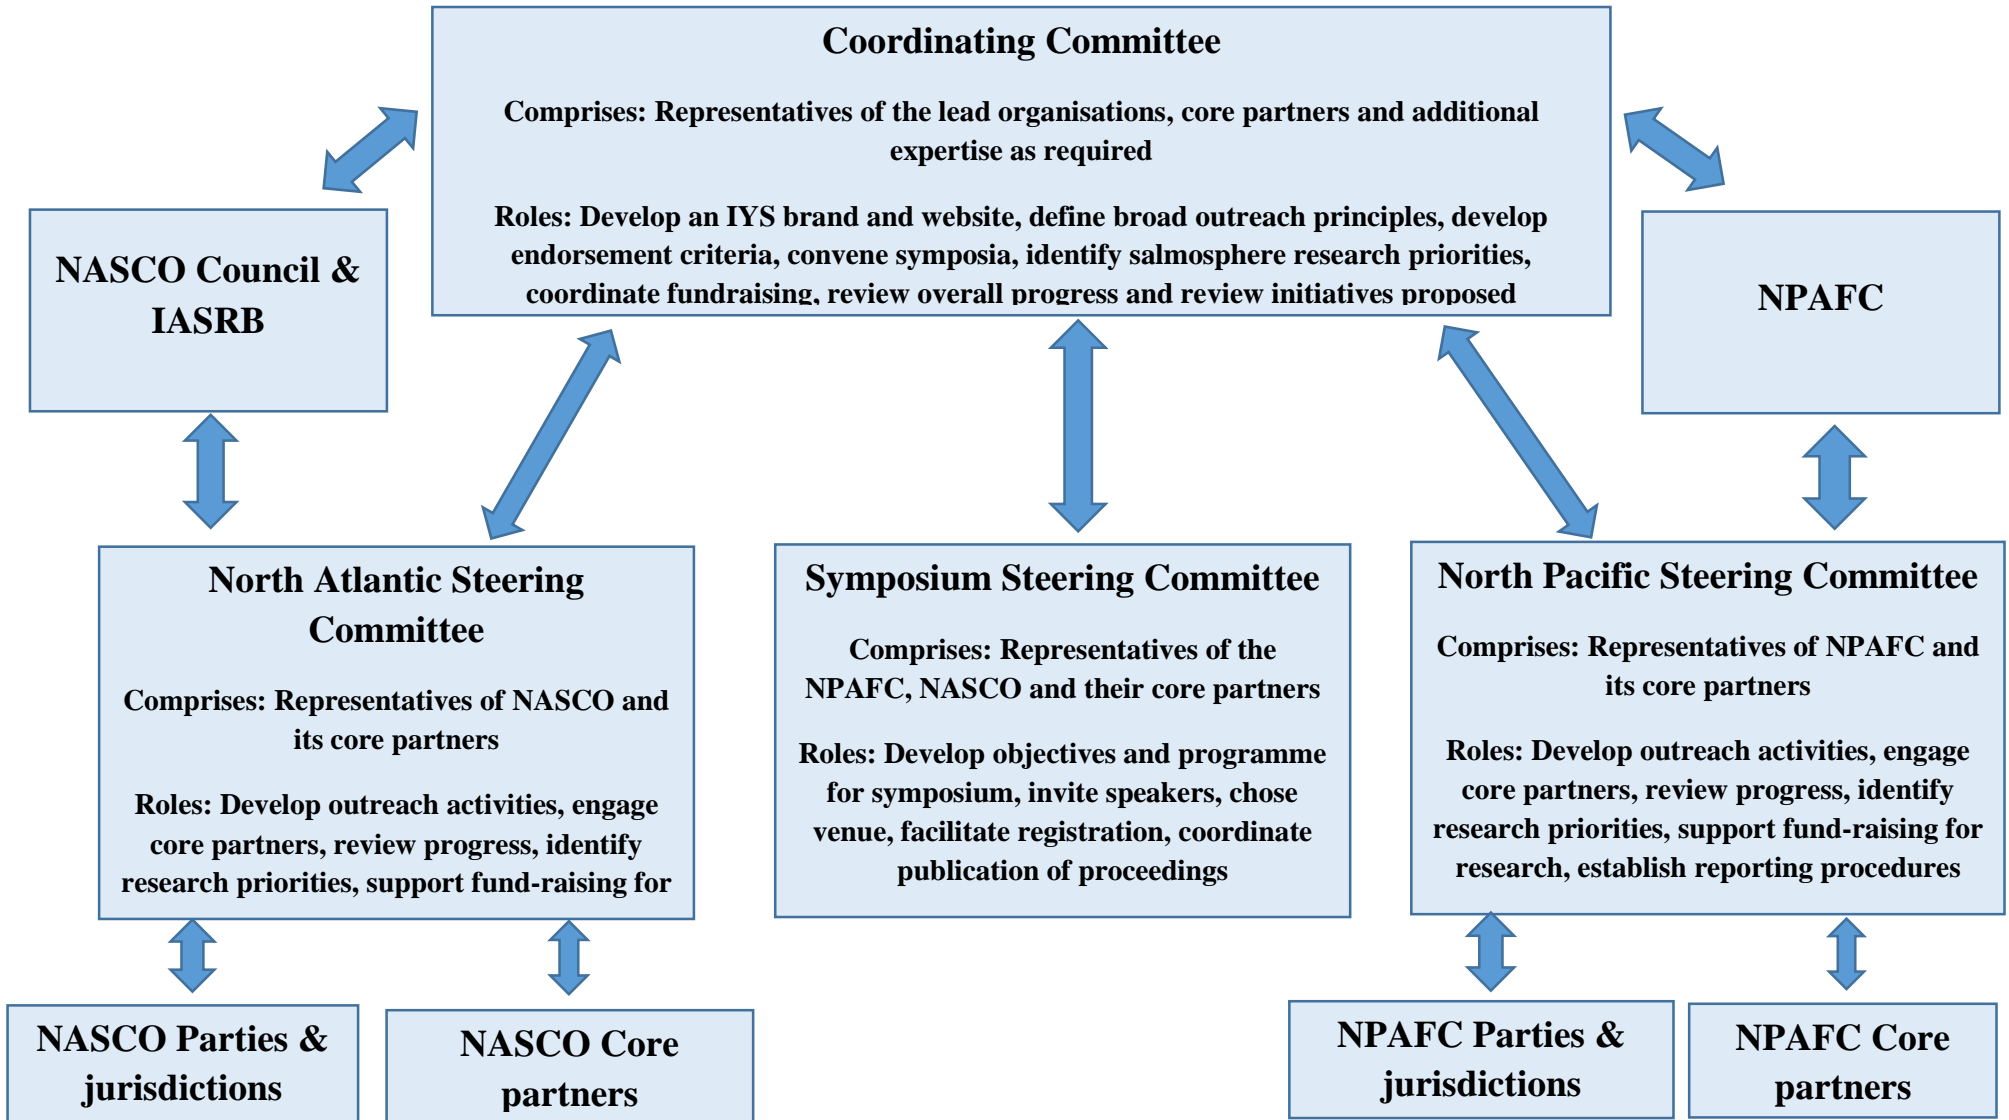 Coordinating Committee
Comprises: Representatives of the lead organisations, core partners and additional
expertise as required
Roles: Develop an IYS brand and website, define broad outreach principles, develop
endorsement criteria, convene symposia, identify salmosphere research priorities,
coordinate fundraising, review overall progress and review initiatives proposed
NASCO Council &
IASRB
NPAFC
North Atlantic Steering
Committee
Comprises: Representatives of NASCO and
its core partners
Roles: Develop outreach activities, engage
core partners, review progress, identify
research priorities, support fund-raising for
Symposium Steering Committee
Comprises: Representatives of the
NPAFC, NASCO and their core partners
Roles: Develop objectives and programme
for symposium, invite speakers, chose
venue, facilitate registration, coordinate
publication of proceedings
North Pacific Steering Committee
Comprises: Representatives of NPAFC and
its core partners
Roles: Develop outreach activities, engage
core partners, review progress, identify
research priorities, support fund-raising for
research, establish reporting procedures
NASCO Parties &
jurisdictions
NASCO Core
partners
NPAFC Parties &
jurisdictions
NPAFC Core
partners